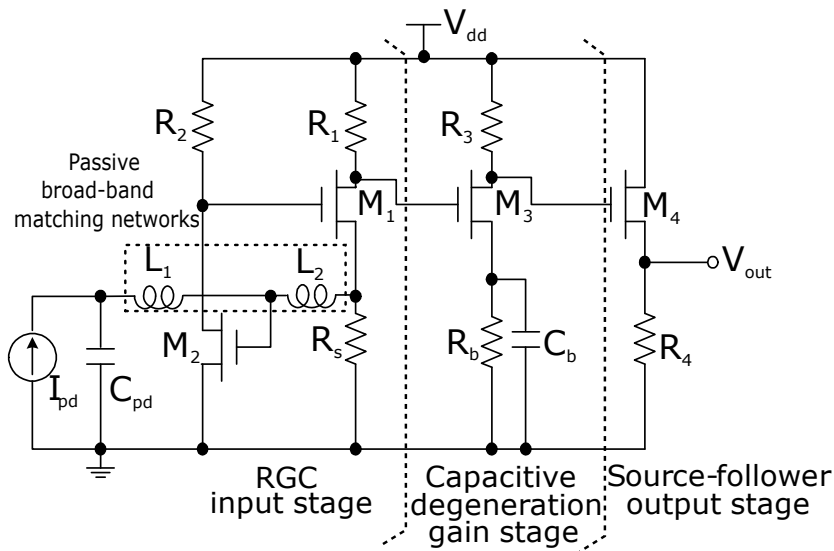 V_dd
R_2
R_1
R_3
Passive
broad-band
matching networks
M_1
M_3
M_4
L_1
L_2
V_out
M_2
R_s
R_b
C_b
R_4
I_pd
C_pd
RGC
input stage
Capacitive
degeneration
gain stage
Source-follower
output stage